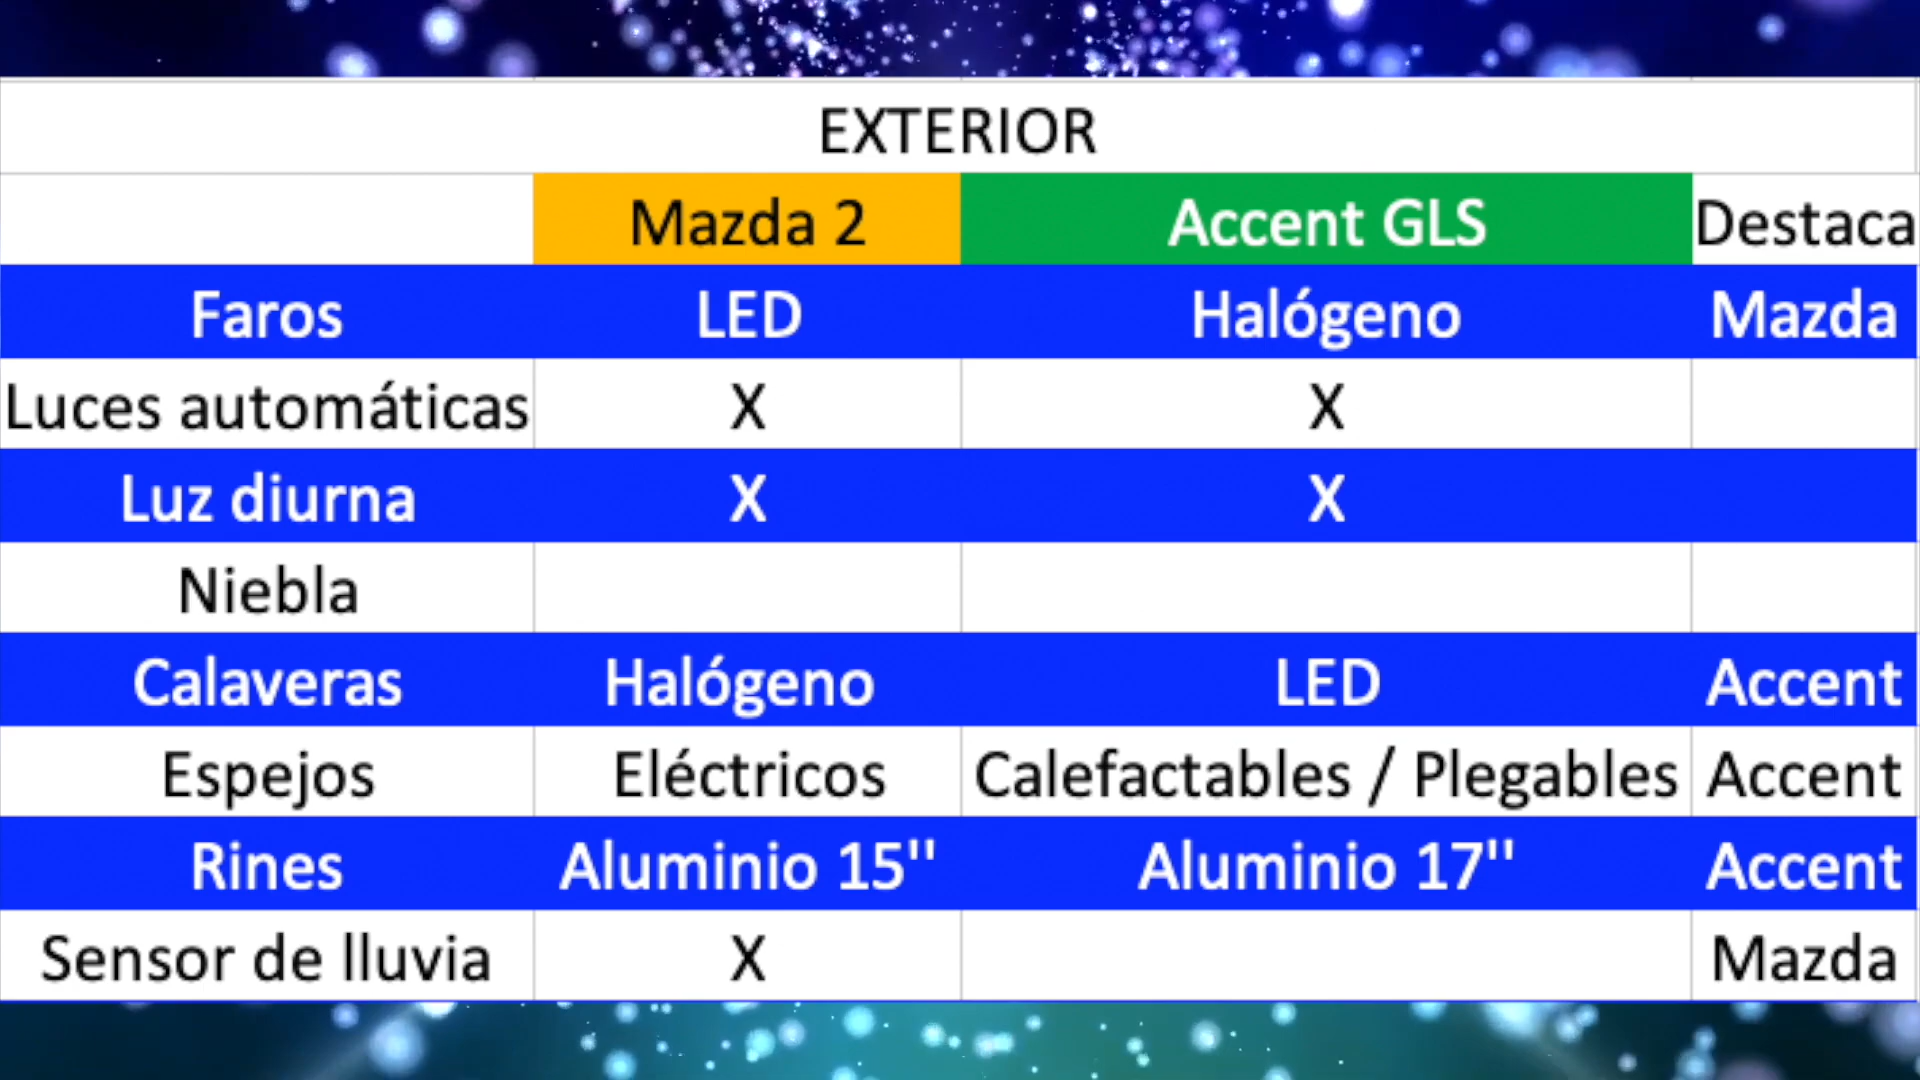 EXTERIOR
Mazda 2 Accent GLS Destaca
Faros LED Halógeno Mazda
Luces automáticas X X
Luz diurna X X
Niebla
Calaveras Halógeno LED Accent
Espejos Eléctricos Calefactables / Plegables Accent
Rines Aluminio 15'' Aluminio 17'' Accent
Sensor de lluvia X Mazda